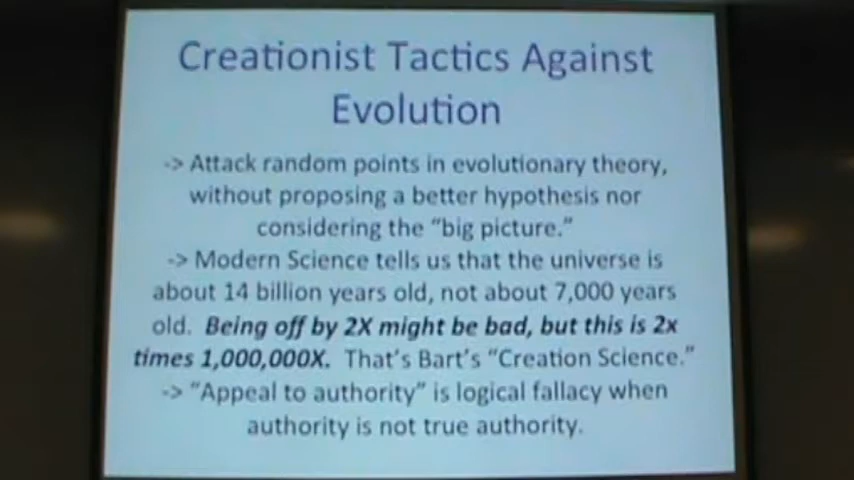 Creationist Tactics Against
Evolution
-> Attack random points in evolutionary theory,
without proposing a better hypothesis nor
considering the "big picture."
-> Modern Science tells us that the universe is
about 14 billion years old, not about 7,000 years
old. Being off by 2X might be bad, but this is 2x
times 1,000,000X. That's Bart's "Creation Science."
-> "Appeal to authority" is logical fallacy when
authority is not true authority.